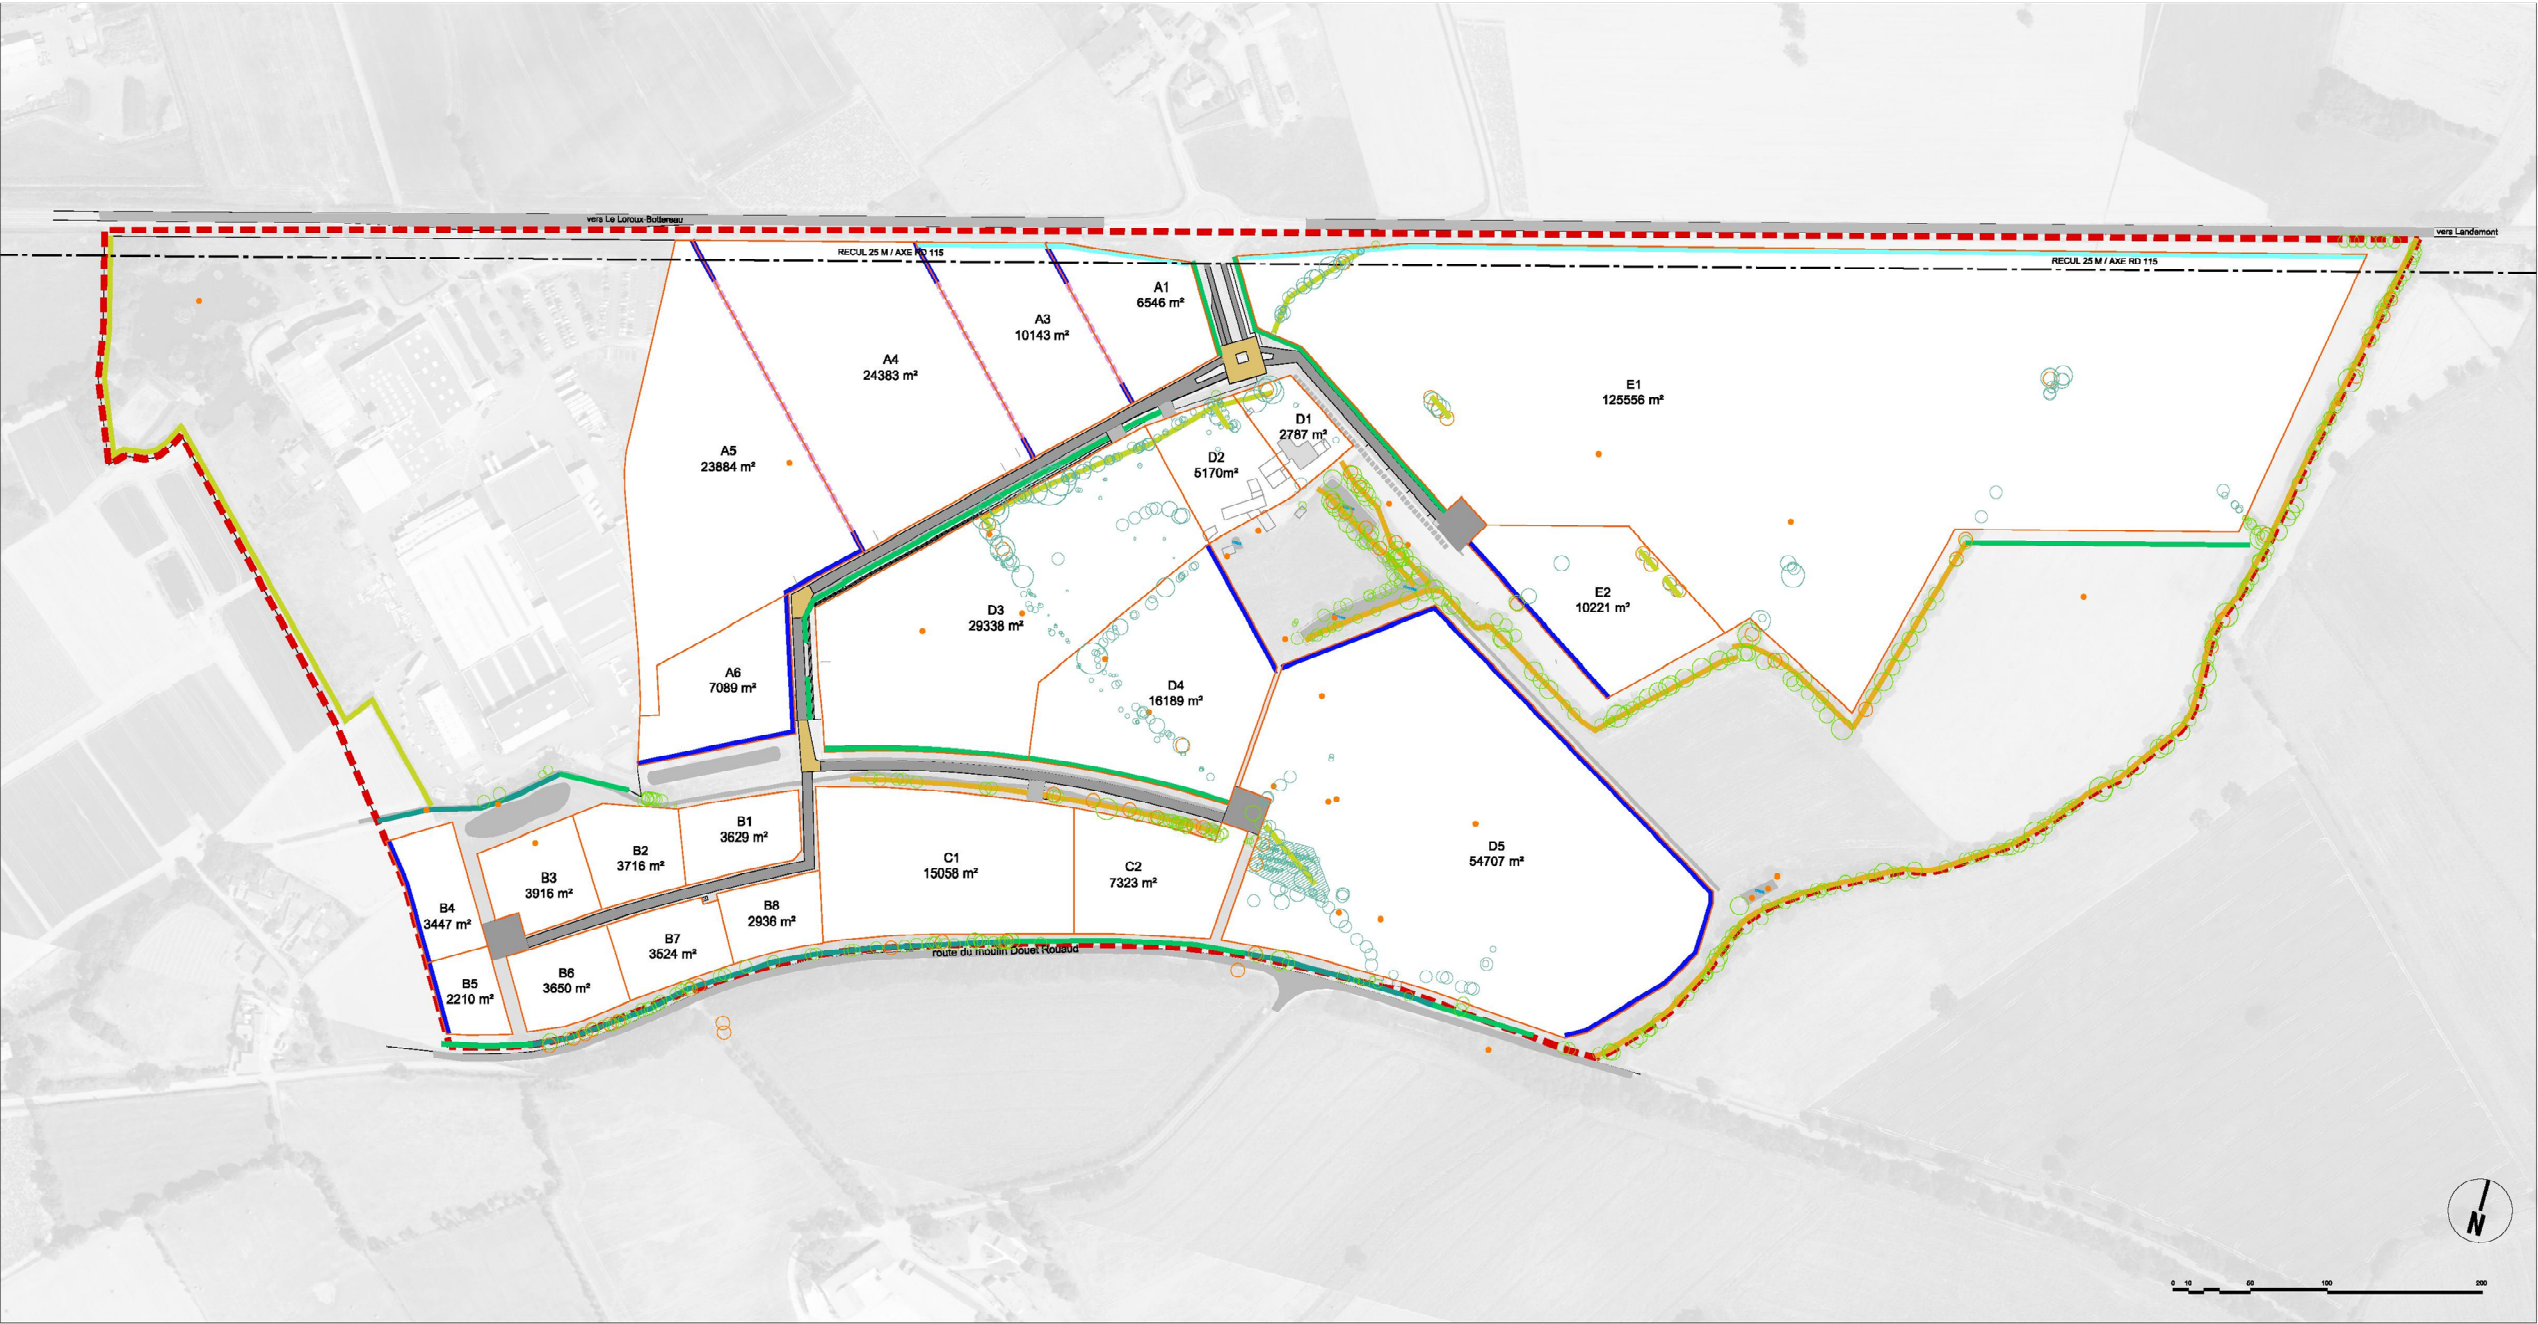 vers Le Loroux-Bottereau
vers Landemont
RECUL 25 M / AXE RD 115
RECUL 25 M / AXE RD 115
A1
6546 m²
A3
10143 m²
A4
24383 m²
E1
125556 m²
D1
2787 m²
A5
23884 m²
D2
5170m²
E2
10221 m²
D3
29338 m²
A6
7089 m²
D4
16189 m²
B1
3629 m²
B2
3716 m²
D5
54707 m²
C1
15058 m²
C2
7323 m²
B3
3916 m²
B4
3447 m²
B8
2936 m²
B7
3524 m²
route du moulin Douet Rouaud
B6
3650 m²
B5
2210 m²
N
0 10 50 100 200